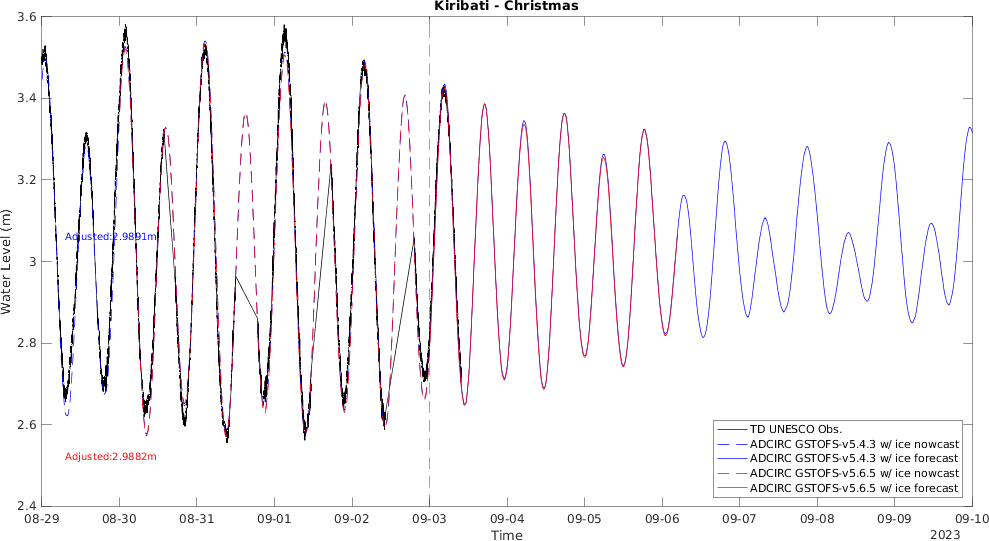 Kiribati - Christmas
3.6
3.4
3.2
3
2.8
2.6
2.4
Water Level (m)
Adjusted:2.9891m
Adjusted:2.9882m
TD UNESCO Obs.
ADCIRC GSTOFS-v5.4.3 w/ ice nowcast
ADCIRC GSTOFS-v5.4.3 w/ ice forecast
ADCIRC GSTOFS-v5.6.5 w/ ice nowcast
ADCIRC GSTOFS-v5.6.5 w/ ice forecast
08-29 08-30 08-31 09-01 09-02 09-03 09-04 09-05 09-06 09-07 09-08 09-09 09-10
Time
2023